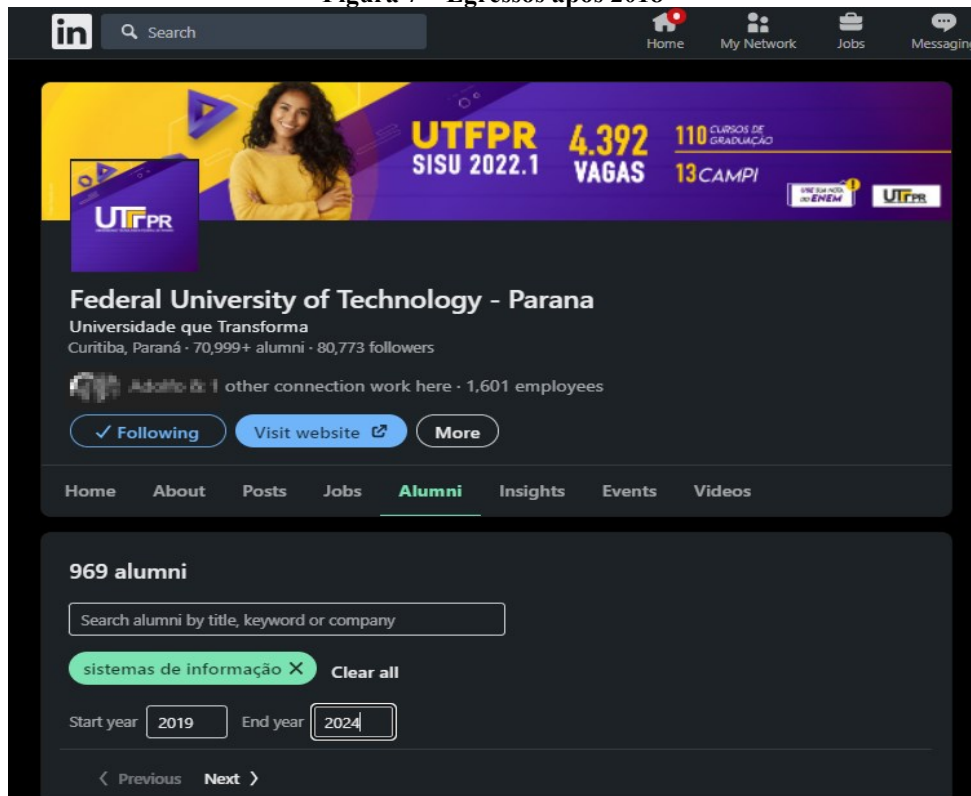 Figura 7 – Egressos após 2018
in Search Home My Network Jobs Messaging
UTFPR 4.392 110 CURSOS DE GRADUAÇÃO
SISU 2022.1 VAGAS 13 CAMPI
USE SUA NOTA DO ENEM UTFPR
UTFPR
Federal University of Technology - Parana
Universidade que Transforma
Curitiba, Paraná · 70,999+ alumni · 80,773 followers
other connection work here · 1,601 employees
Following Visit website More
Home About Posts Jobs Alumni Insights Events Videos
969 alumni
Search alumni by title, keyword or company
sistemas de informação Clear all
Start year 2019 End year 2024
Previous Next